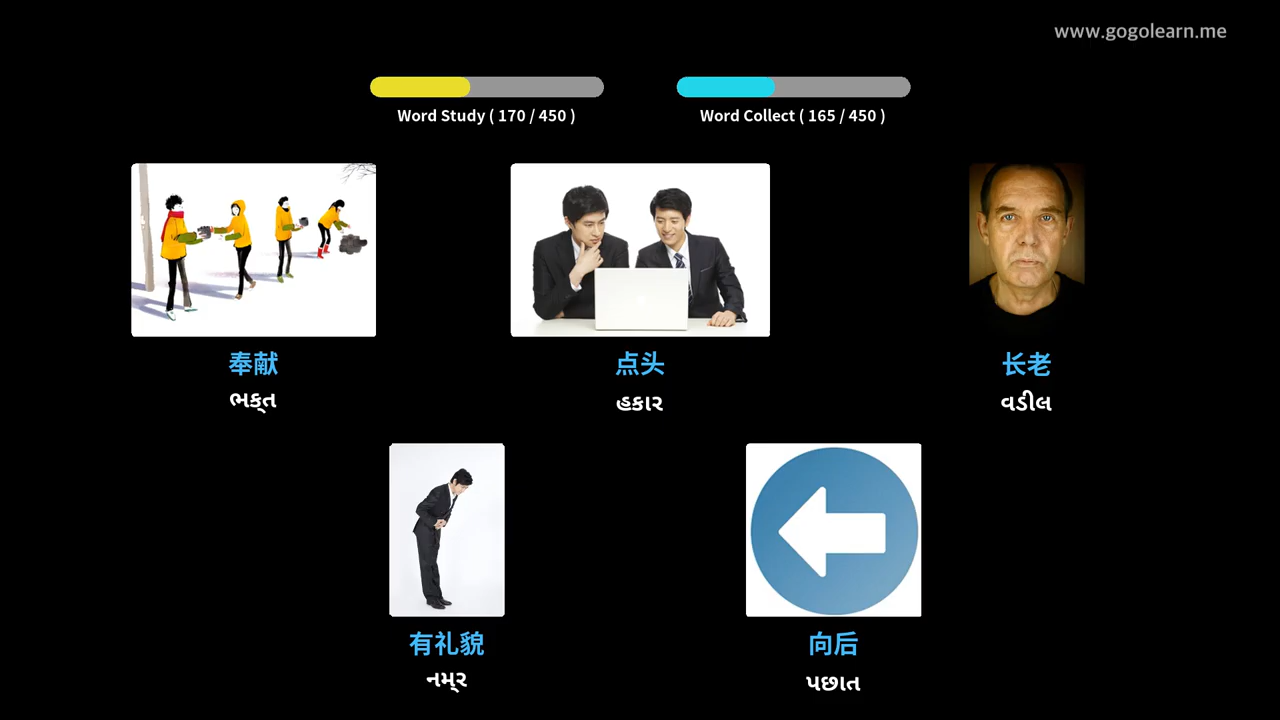 www.gogolearn.me
Word Study ( 170 / 450 )
Word Collect ( 165 / 450 )
奉献
ભક્ત
点头
હકાર
长老
વડીલ
有礼貌
નમ્ર
向后
પછાત